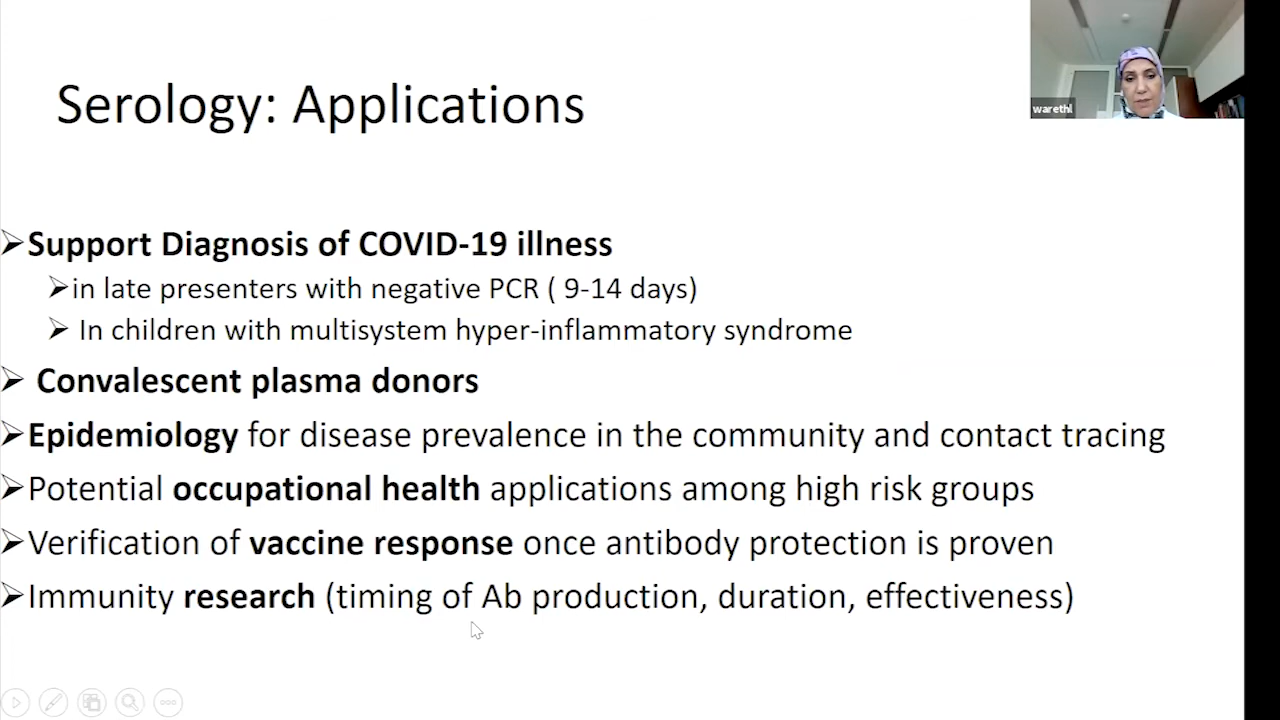 warethl
Serology: Applications
➢Support Diagnosis of COVID-19 illness
➢in late presenters with negative PCR ( 9-14 days)
➢ In children with multisystem hyper-inflammatory syndrome
➢ Convalescent plasma donors
➢Epidemiology for disease prevalence in the community and contact tracing
➢Potential occupational health applications among high risk groups
➢Verification of vaccine response once antibody protection is proven
➢Immunity research (timing of Ab production, duration, effectiveness)